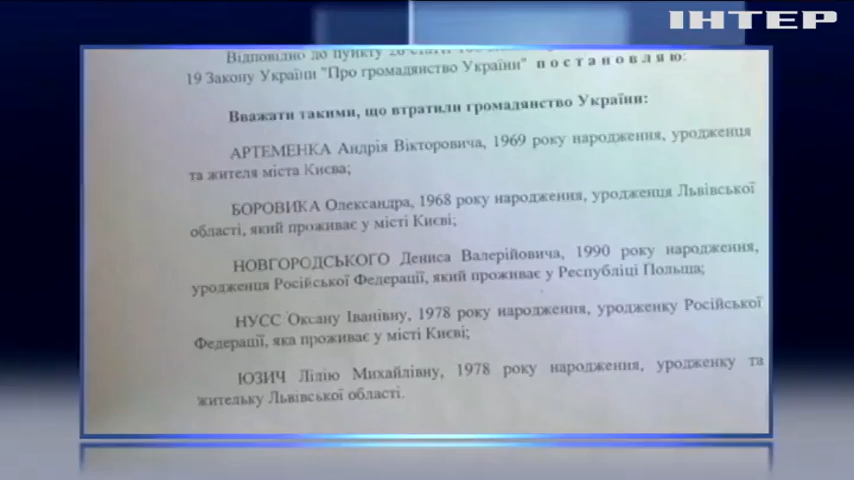 ІНТЕР
Відповідно до пункту 26 статті
19 Закону України "Про громадянство України" постановляю:
Вважати такими, що втратили громадянство України:
АРТЕМЕНКА Андрія Вікторовича, 1969 року народження, уродженця
та жителя міста Києва;
БОРОВИКА Олександра, 1968 року народження, уродженця Львівської
області, який проживає у місті Києві;
НОВГОРОДСЬКОГО Дениса Валерійовича, 1990 року народження,
уродженця Російської Федерації, який проживає у Республіці Польща;
НУСС Оксану Іванівну, 1978 року народження, уродженку Російської
Федерації, яка проживає у місті Києві;
ЮЗИЧ Лілію Михайлівну, 1978 року народження, уродженку та
жительку Львівської області.